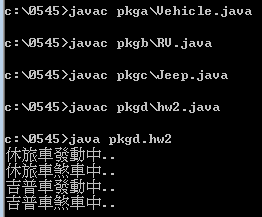 c:\0545>javac pkga\Vehicle.java
c:\0545>javac pkgb\RV.java
c:\0545>javac pkgc\Jeep.java
c:\0545>javac pkgd\hw2.java
c:\0545>java pkgd.hw2
休旅車發動中..
休旅車煞車中..
吉普車發動中..
吉普車煞車中..